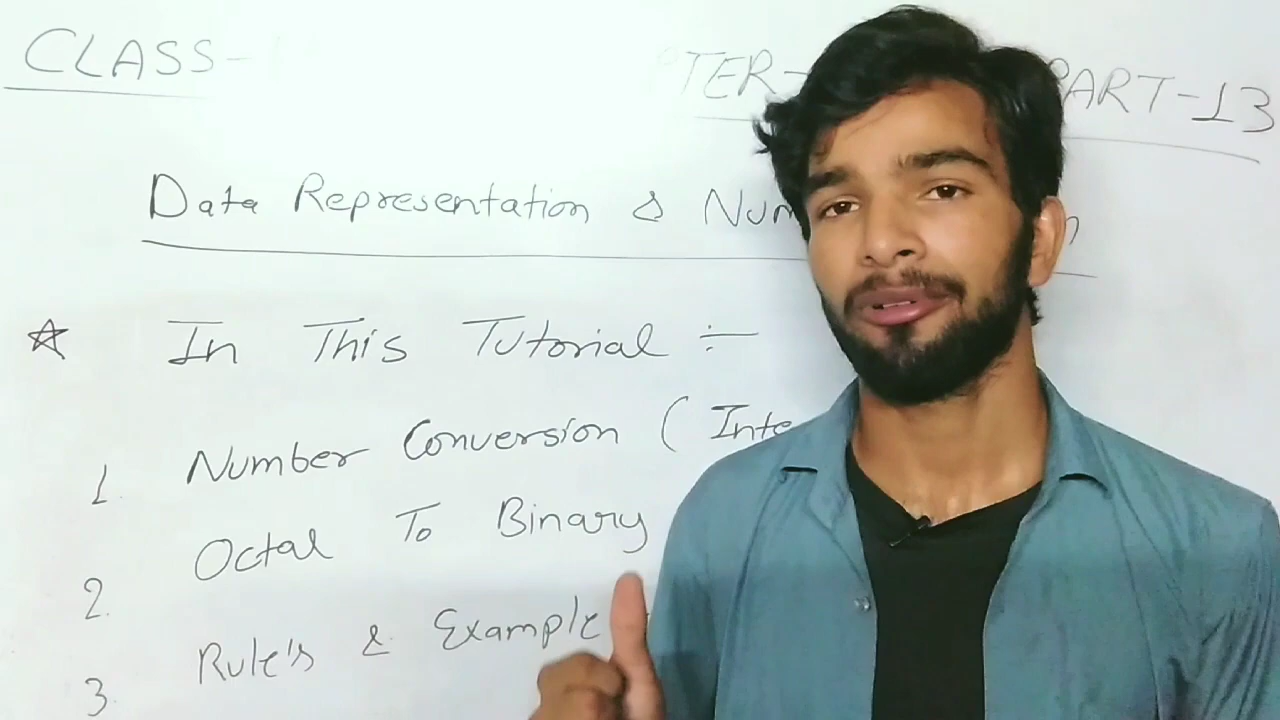 CLASS-
TER- PART-13
Data Representation & Num n
☆ In This Tutorial ÷
1. Number Conversion ( Inte
2. Octal To Binary
3. Rule's & Example